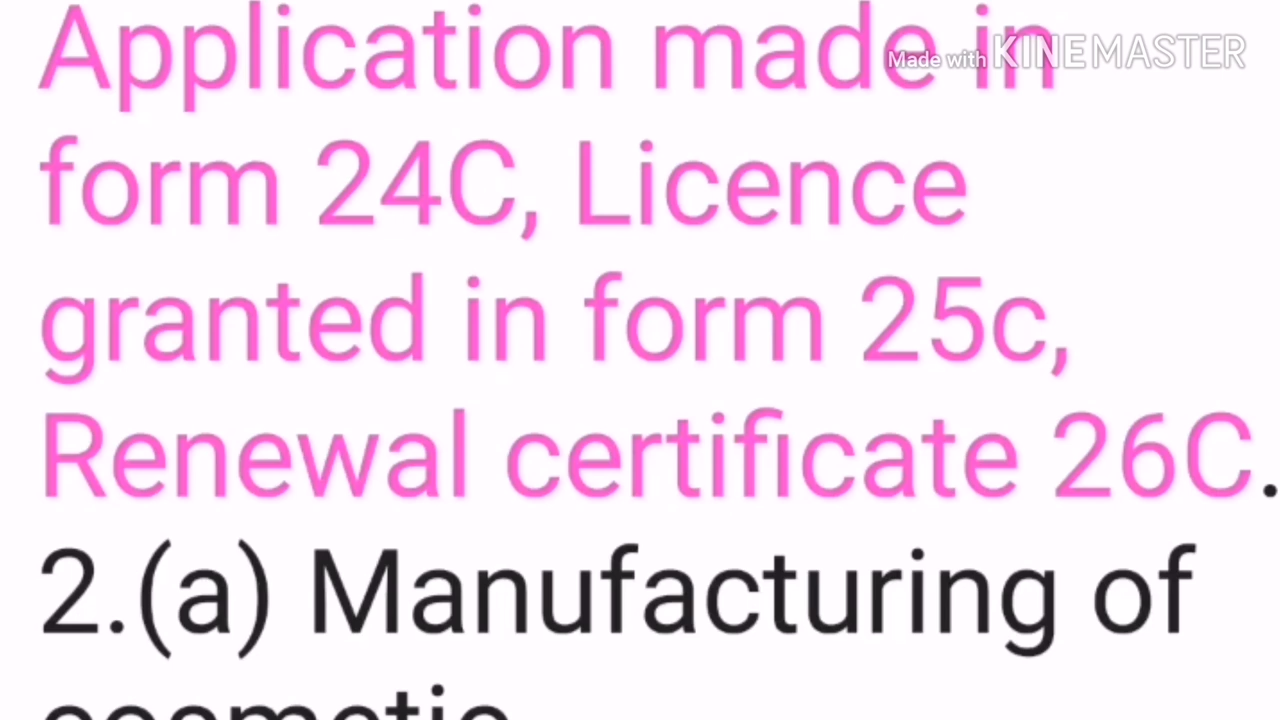 Application made in
Made with KINEMASTER
form 24C, Licence
granted in form 25c,
Renewal certificate 26C.
2.(a) Manufacturing of
cosmetic